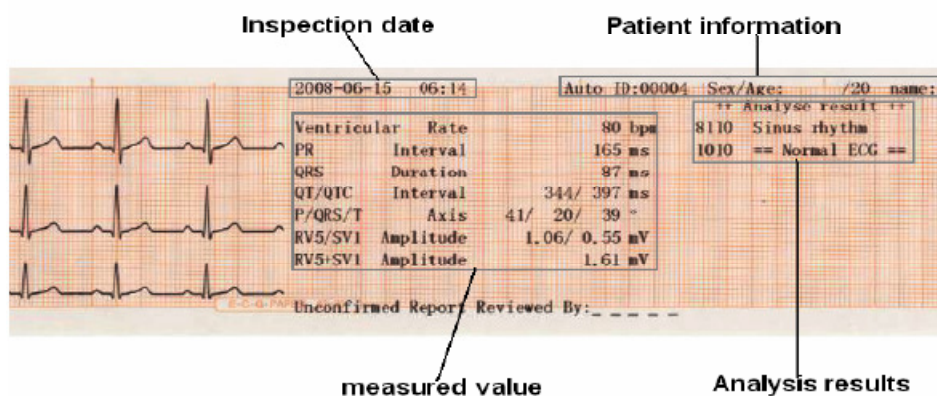 Inspection date
Patient information
2008-06-15 06:14
Auto ID:00004 Sex/Age: /20 name:
++ Analyse result ++
Ventricular Rate 80 bpm
8110 Sinus rhythm
PR Interval 165 ms
1010 == Normal ECG ==
QRS Duration 87 ms
QT/QTC Interval 344/ 397 ms
P/QRS/T Axis 41/ 20/ 39 °
RV5/SV1 Amplitude 1.06/ 0.55 mV
RV5+SV1 Amplitude 1.61 mV
E-C-G-PAPER
Unconfirmed Report Reviewed By:_ _ _ _ _
measured value
Analysis results